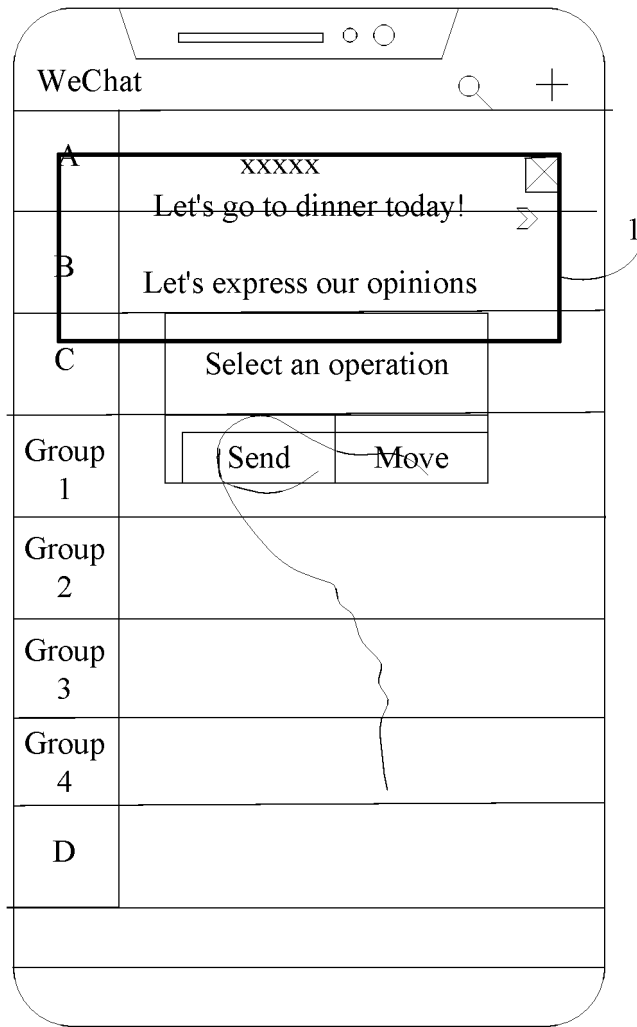 WeChat
A
xxxxx
Let's go to dinner today!
1
B
Let's express our opinions
C
Select an operation
Group
1
Send
Move
Group
2
Group
3
Group
4
D